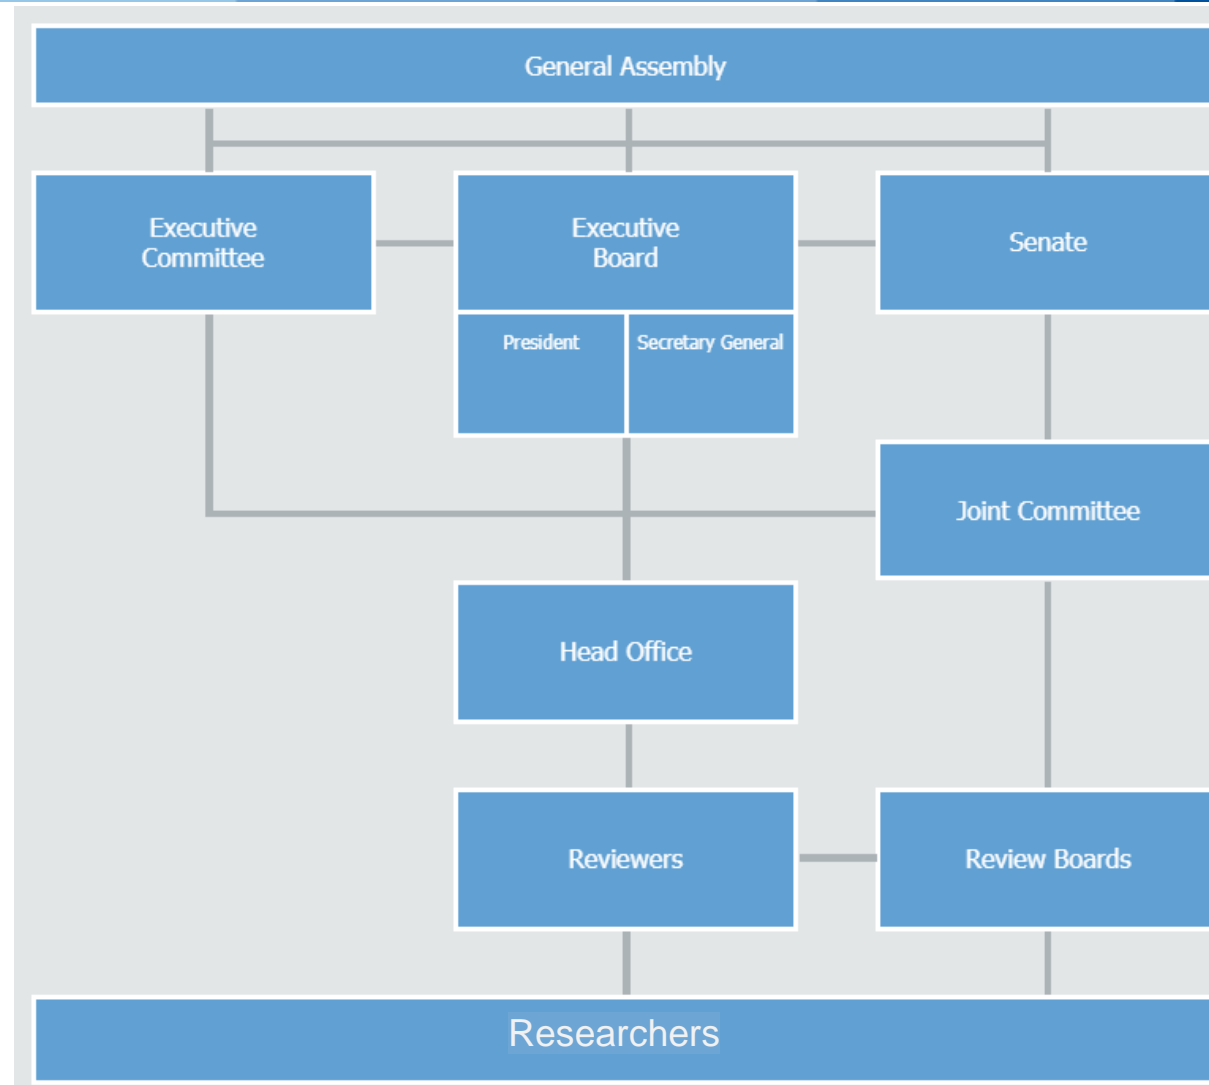 General Assembly
Executive
Committee
Executive
Board
Senate
President
Secretary General
Joint Committee
Head Office
Reviewers
Review Boards
Researchers